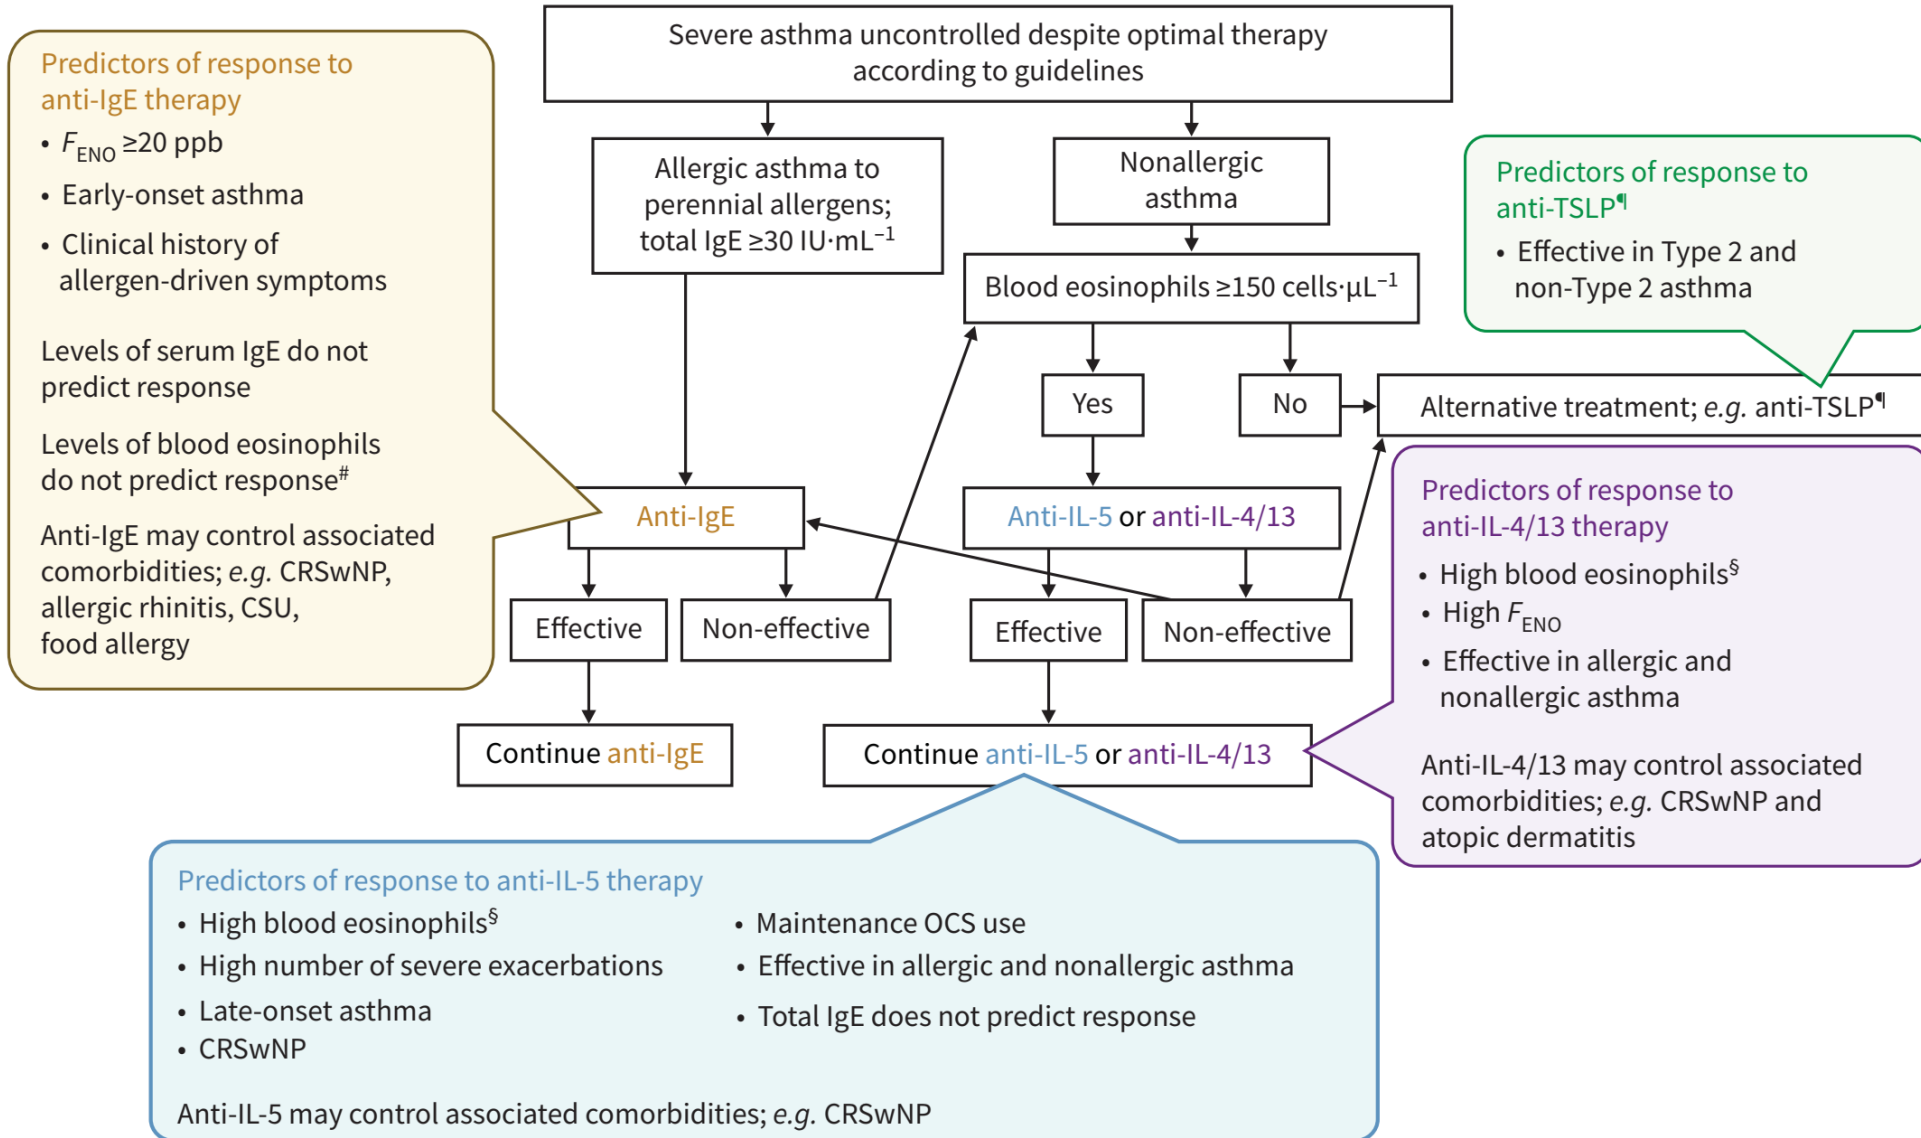 Severe asthma uncontrolled despite optimal therapy
according to guidelines
Predictors of response to
anti-IgE therapy
• FENO ≥20 ppb
• Early-onset asthma
• Clinical history of
allergen-driven symptoms
Levels of serum IgE do not
predict response
Levels of blood eosinophils
do not predict response#
Anti-IgE may control associated
comorbidities; e.g. CRSwNP,
allergic rhinitis, CSU,
food allergy
Allergic asthma to
perennial allergens;
total IgE ≥30 IU·mL–1
Nonallergic
asthma
Predictors of response to
anti-TSLP¶
• Effective in Type 2 and
non-Type 2 asthma
Blood eosinophils ≥150 cells·µL–1
Yes
No
Alternative treatment; e.g. anti-TSLP¶
Anti-IgE
Anti-IL-5 or anti-IL-4/13
Effective
Non-effective
Effective
Non-effective
Continue anti-IgE
Continue anti-IL-5 or anti-IL-4/13
Predictors of response to
anti-IL-4/13 therapy
• High blood eosinophils§
• High FENO
• Effective in allergic and
nonallergic asthma
Anti-IL-4/13 may control associated
comorbidities; e.g. CRSwNP and
atopic dermatitis
Predictors of response to anti-IL-5 therapy
• High blood eosinophils§
• High number of severe exacerbations
• Late-onset asthma
• CRSwNP
• Maintenance OCS use
• Effective in allergic and nonallergic asthma
• Total IgE does not predict response
Anti-IL-5 may control associated comorbidities; e.g. CRSwNP